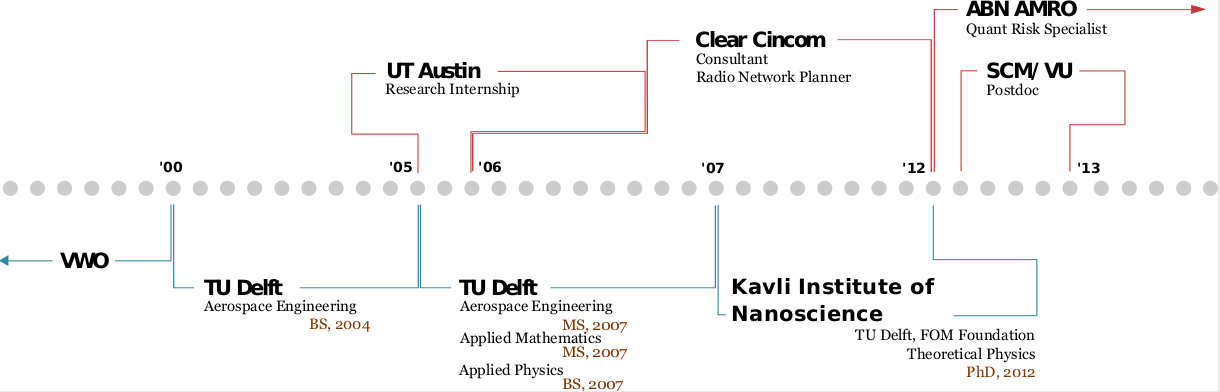 ABN AMRO
Quant Risk Specialist
Clear Cincom
Consultant
Radio Network Planner
UT Austin
Research Internship
SCM/ VU
Postdoc
'00
'05
'06
'07
'12
'13
VWO
TU Delft
Aerospace Engineering
BS, 2004
TU Delft
Aerospace Engineering
MS, 2007
Applied Mathematics
MS, 2007
Applied Physics
BS, 2007
Kavli Institute of
Nanoscience
TU Delft, FOM Foundation
Theoretical Physics
PhD, 2012